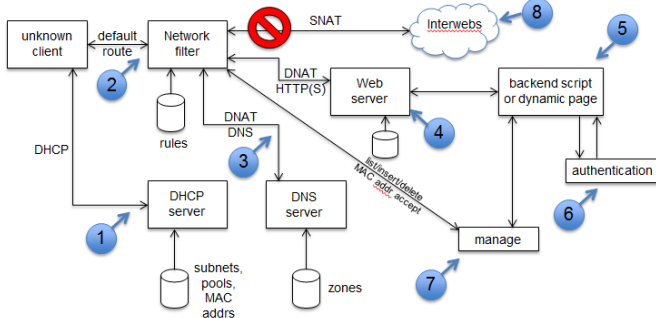 SNAT
Interwebs
8
unknown
client
default
route
Network
filter
2
DNAT
HTTP(S)
Web
server
backend script
or dynamic page
5
4
rules
DNAT
DNS
3
DHCP
list/insert/delete
MAC addr accept
authentication
6
DHCP
server
DNS
server
1
manage
7
subnets,
pools,
MAC
addrs
zones